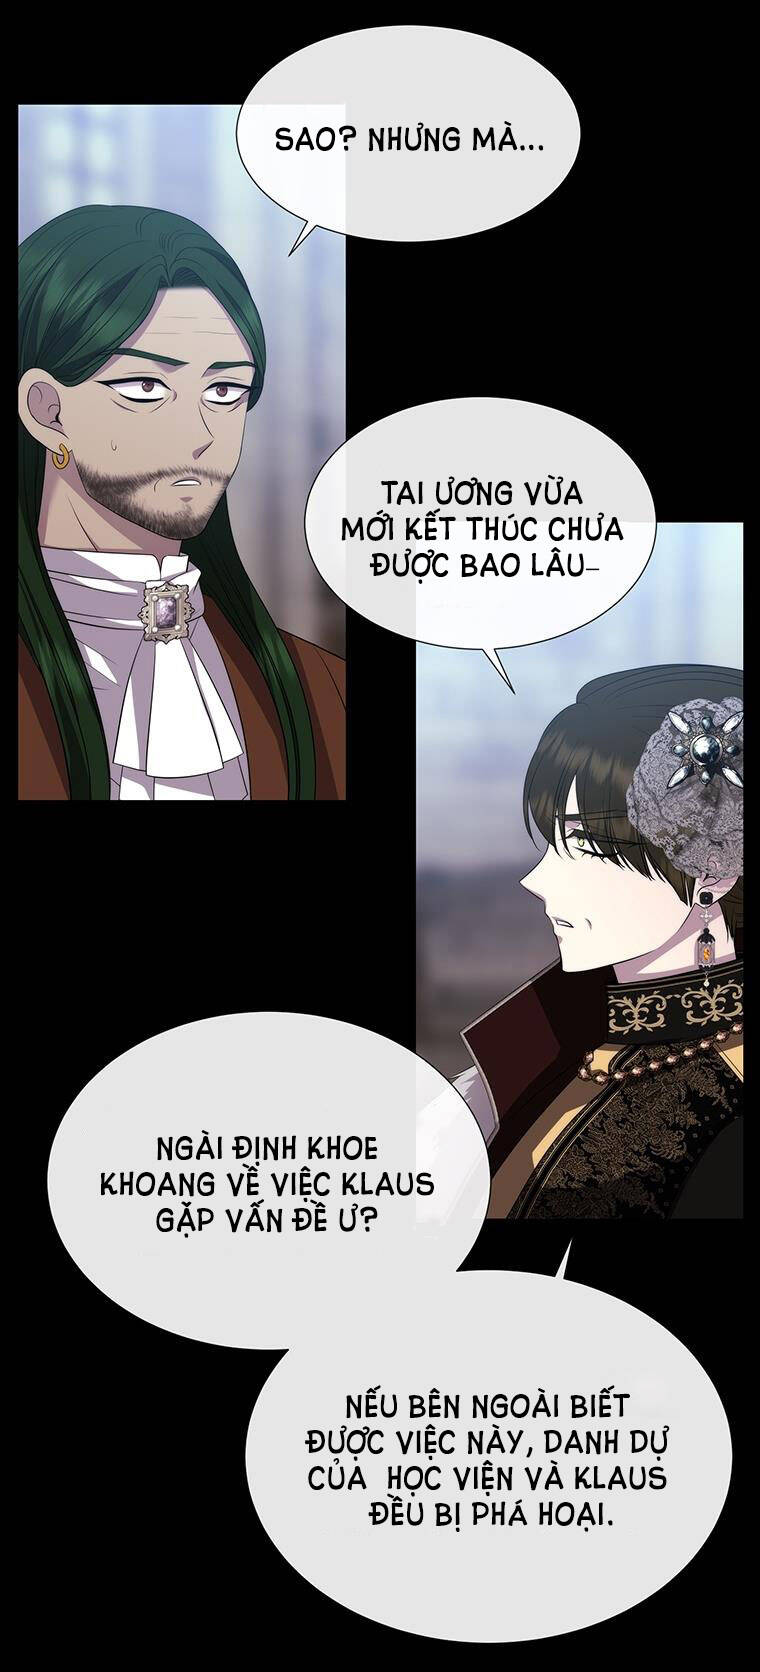 SAO? NHƯNG MÀ...
TAI ƯƠNG VỪA
MỚI KẾT THÚC CHƯA
ĐƯỢC BAO LÂU–
NGÀI ĐỊNH KHOE
KHOANG VỀ VIỆC KLAUS
GẶP VẤN ĐỀ Ư?
NẾU BÊN NGOÀI BIẾT
ĐƯỢC VIỆC NÀY, DANH DỰ
CỦA HỌC VIỆN VÀ KLAUS
ĐỀU BỊ PHÁ HOẠI.